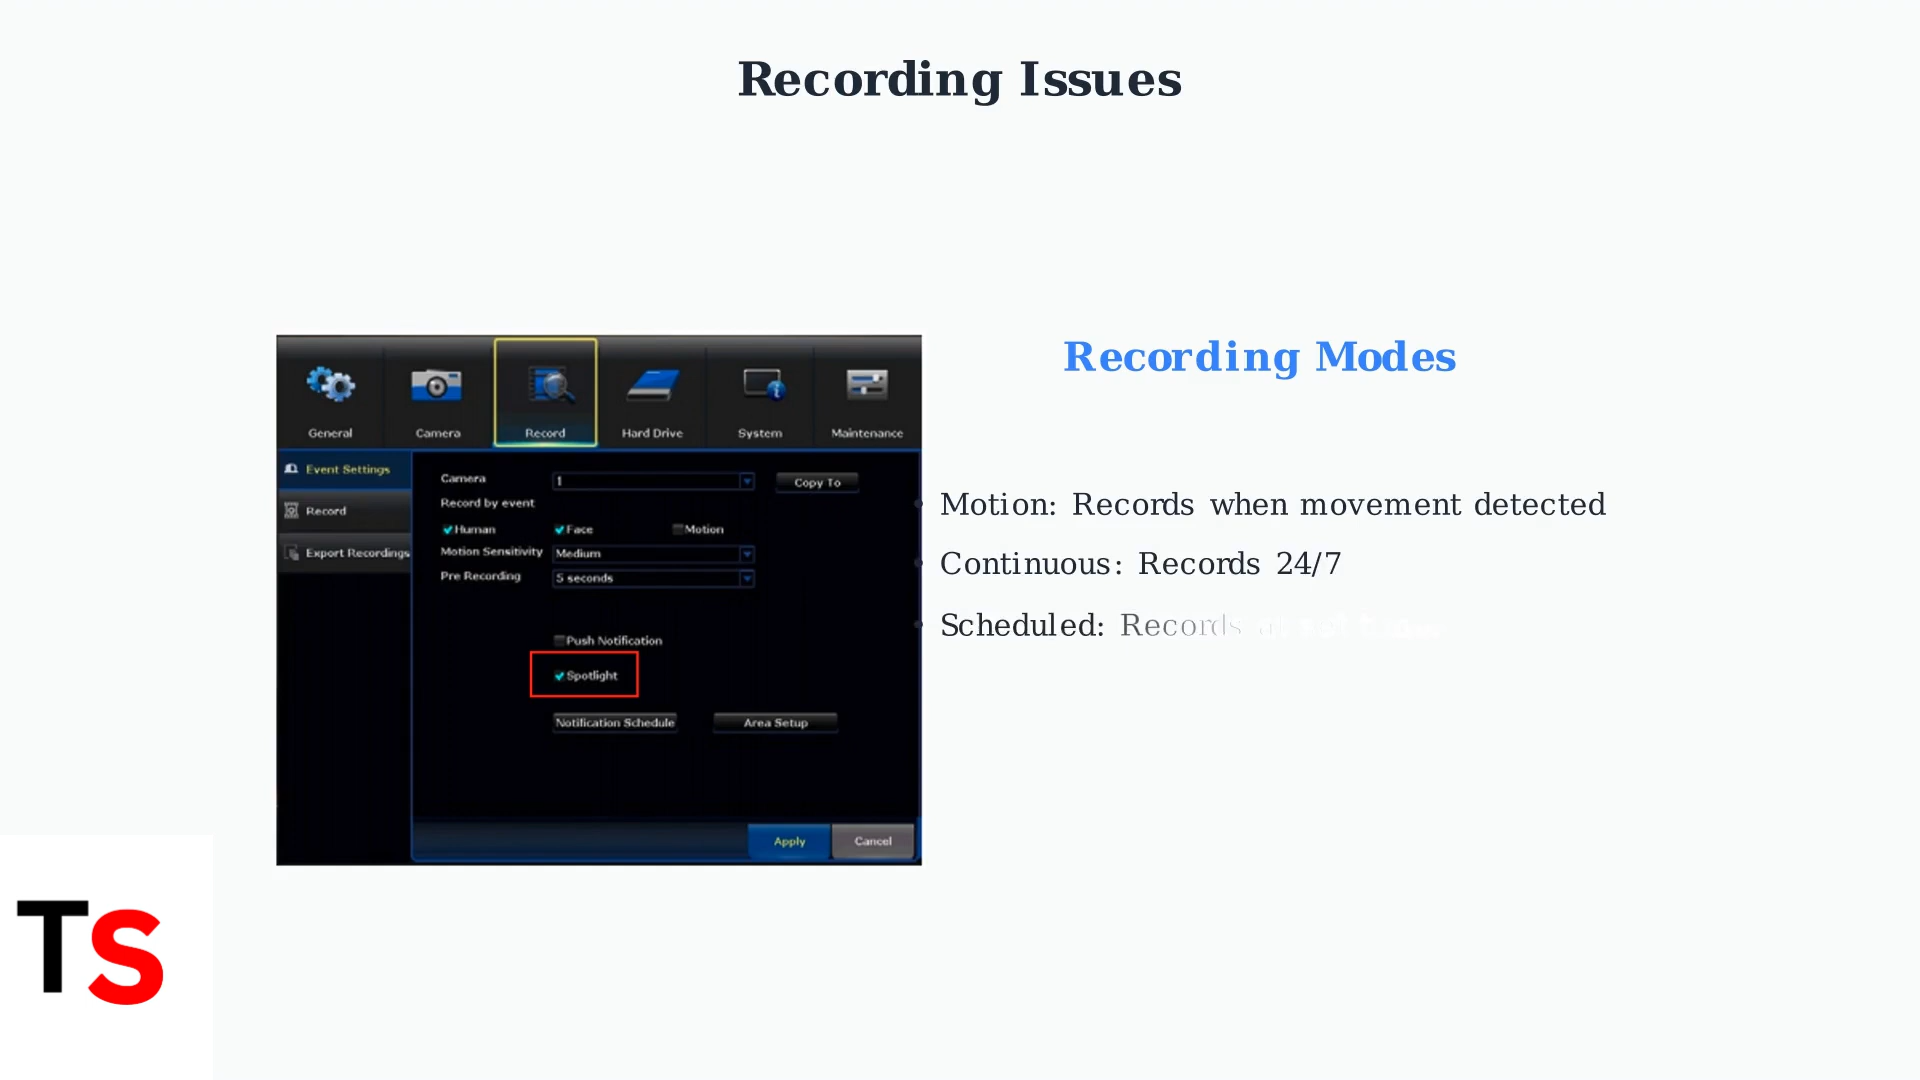 Recording Issues
General
Camera
Record
Hard Drive
System
Maintenance
Event Settings
Record
Export Recordings
Camera
1
Copy To
Record by event
Human
Face
Motion
Motion Sensitivity
Medium
Pre Recording
5 seconds
Push Notification
Spotlight
Notification Schedule
Area Setup
Apply
Cancel
Recording Modes
Motion: Records when movement detected
Continuous: Records 24/7
Scheduled: Records
TS